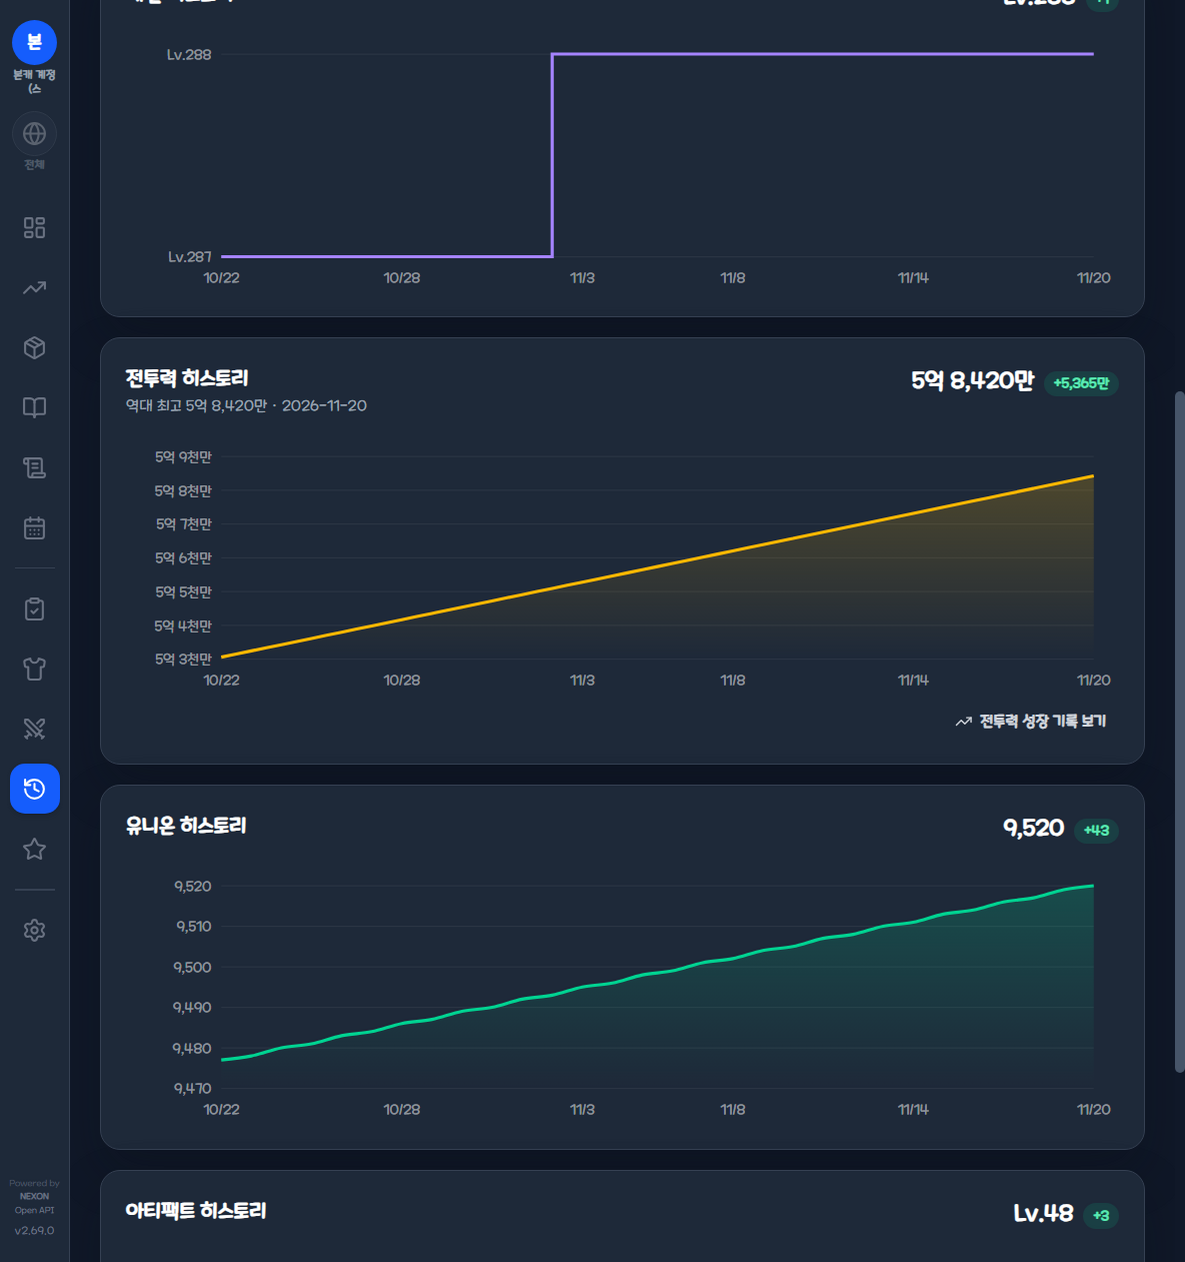 본
본캐 계정
(스
전체
Lv.288
Lv.287
10/22
10/28
11/3
11/8
11/14
11/20
전투력 히스토리
5억 8,420만
+5,365만
역대 최고 5억 8,420만 · 2026-11-20
5억 9천만
5억 8천만
5억 7천만
5억 6천만
5억 5천만
5억 4천만
5억 3천만
10/22
10/28
11/3
11/8
11/14
11/20
전투력 성장 기록 보기
유니온 히스토리
9,520
+43
9,520
9,510
9,500
9,490
9,480
9,470
10/22
10/28
11/3
11/8
11/14
11/20
아티팩트 히스토리
Lv.48
+3
Powered by
NEXON
Open API
v2.69.0